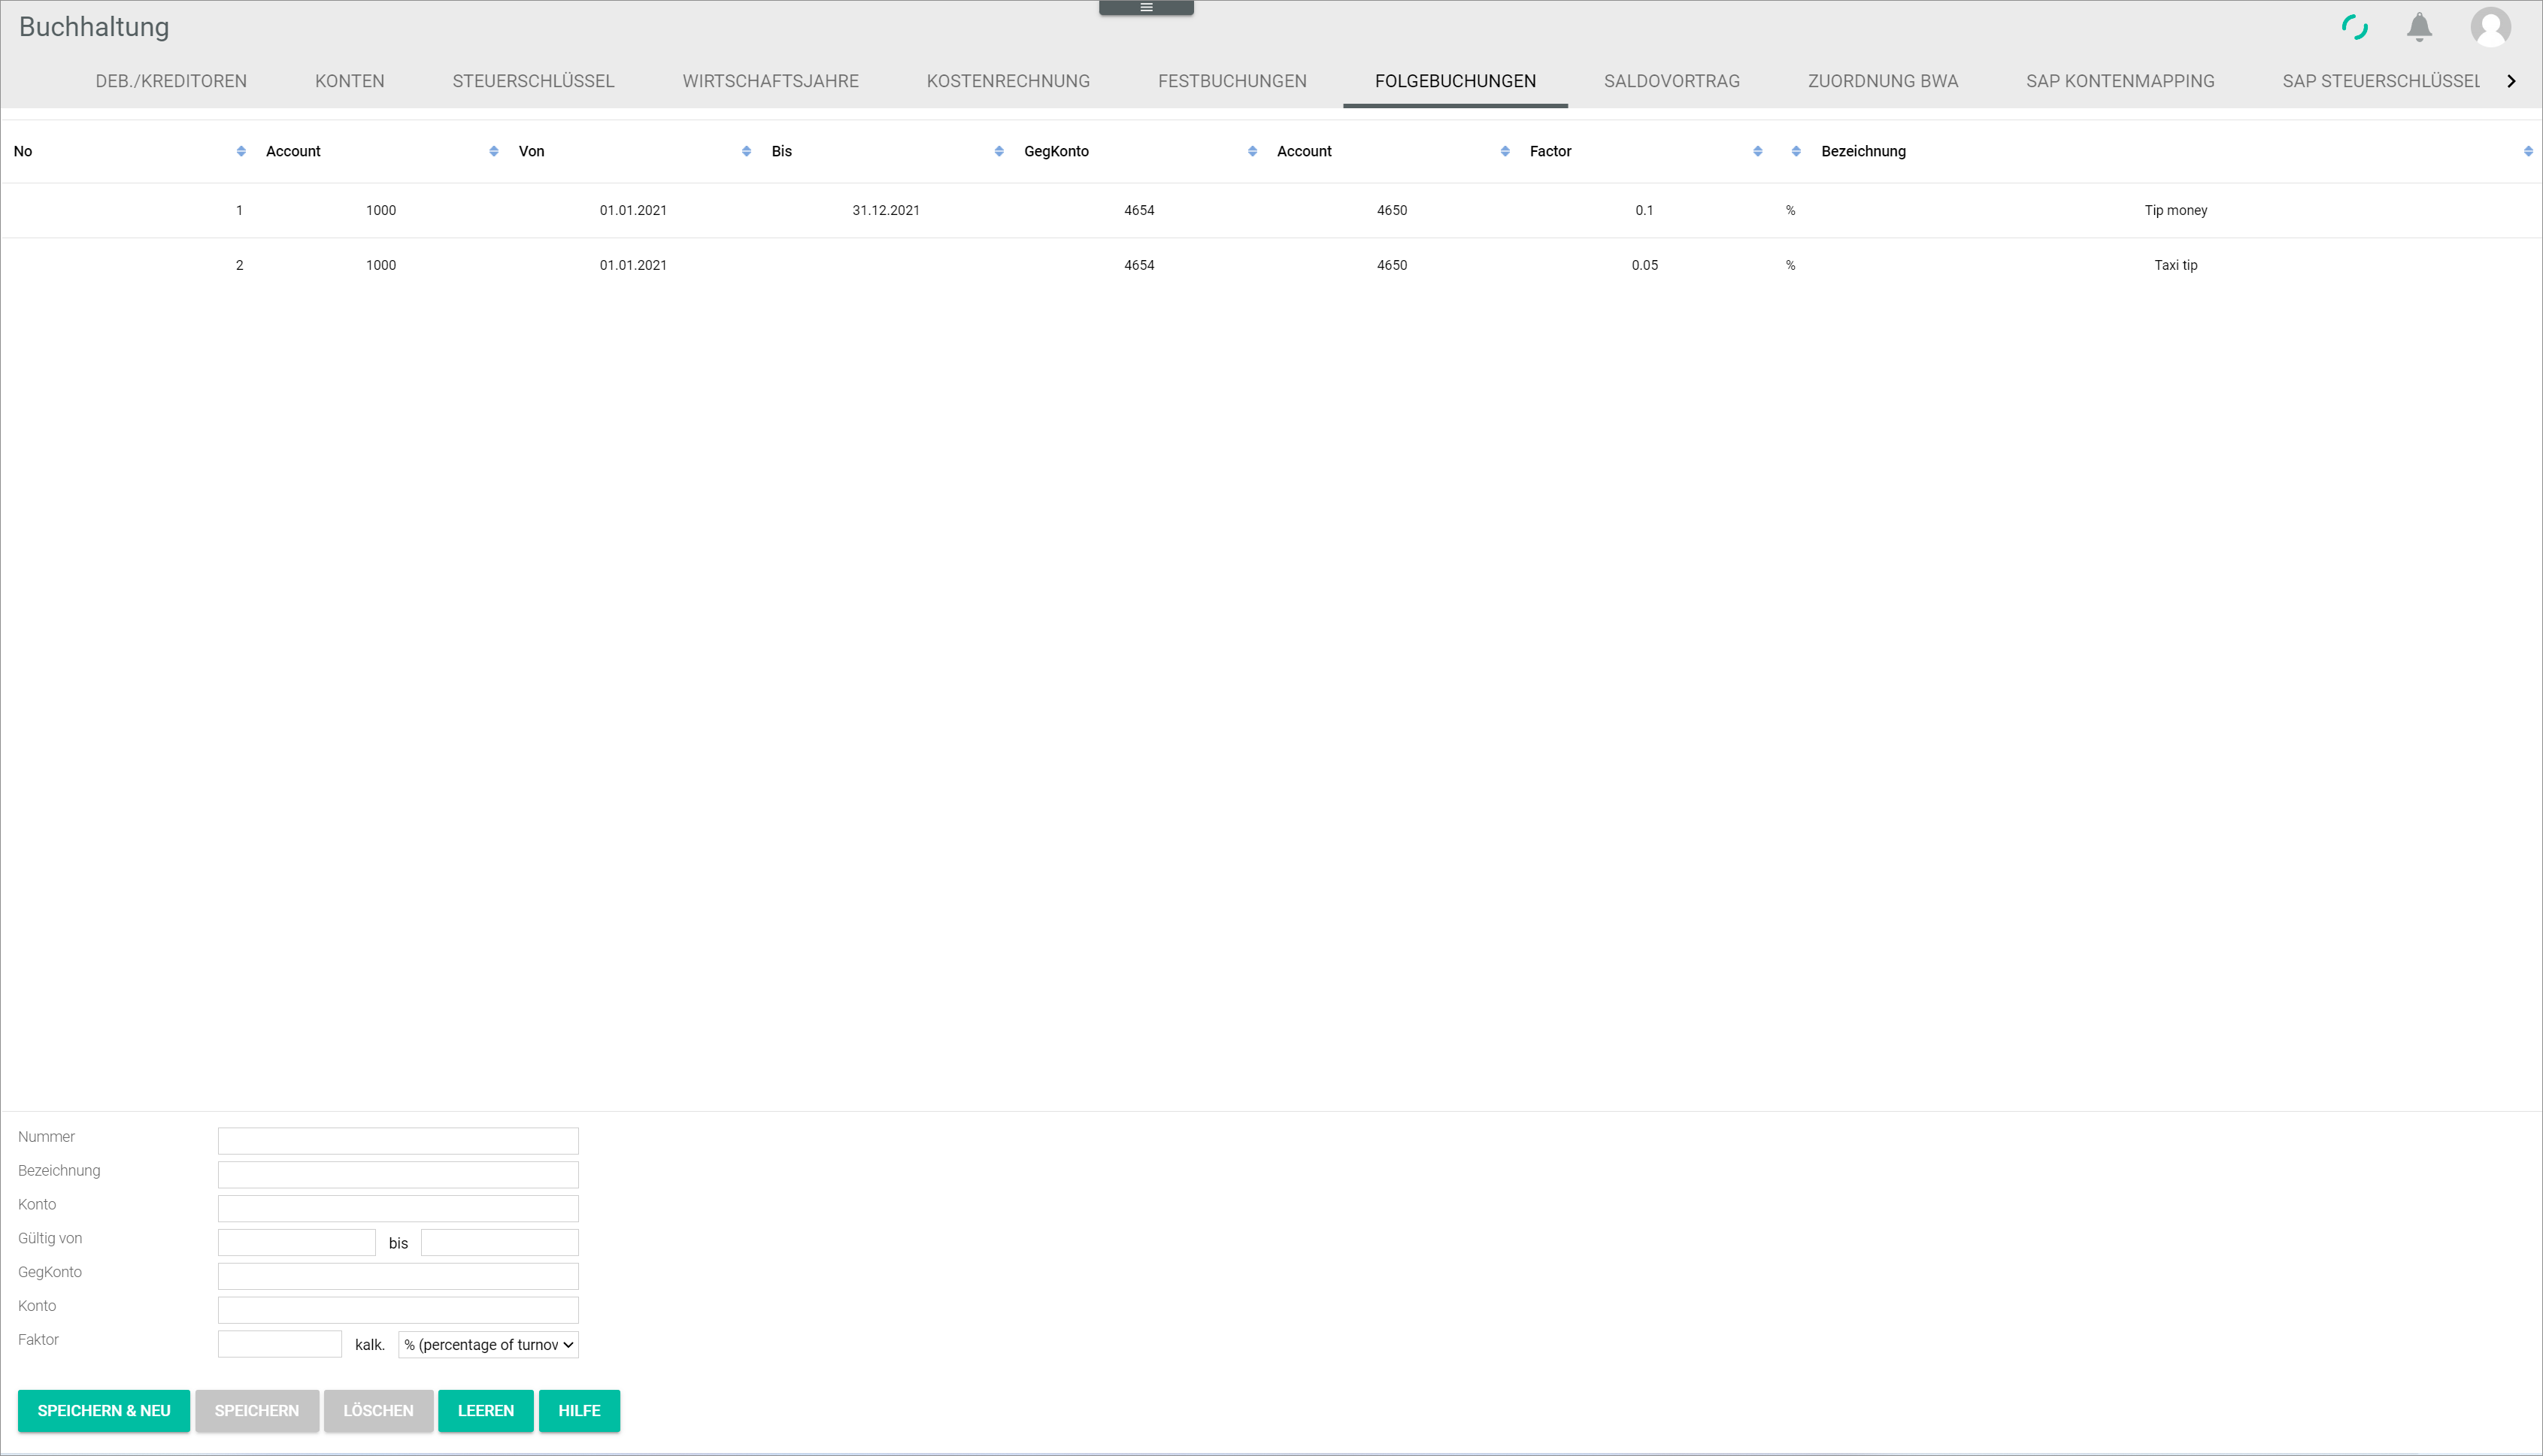 Buchhaltung
DEB./KREDITOREN KONTEN STEUERSCHLÜSSEL WIRTSCHAFTSJAHRE KOSTENRECHNUNG FESTBUCHUNGEN FOLGEBUCHUNGEN SALDOVORTRAG ZUORDNUNG BWA SAP KONTENMAPPING SAP STEUERSCHLÜSSEL
No Account Von Bis GegKonto Account Factor Bezeichnung
1 1000 01.01.2021 31.12.2021 4654 4650 0.1 % Tip money
2 1000 01.01.2021 4654 4650 0.05 % Taxi tip
Nummer
Bezeichnung
Konto
Gültig von bis
GegKonto
Konto
Faktor kalk. % (percentage of turnov
SPEICHERN & NEU SPEICHERN LÖSCHEN LEEREN HILFE